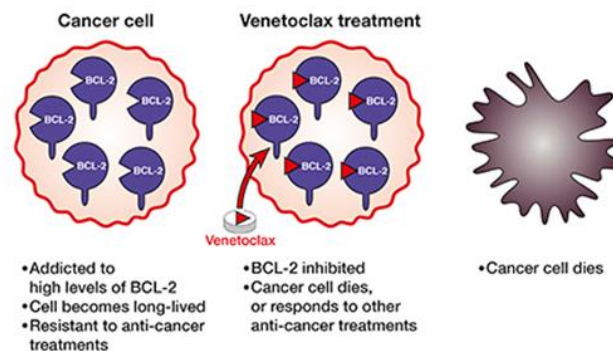 Cancer cell
BCL-2
BCL-2
BCL-2
BCL-2
BCL-2
•Addicted to
high levels of BCL-2
•Cell becomes long-lived
•Resistant to anti-cancer
treatments
Venetoclax treatment
BCL-2
BCL-2
BCL-2
BCL-2
BCL-2
Venetoclax
•BCL-2 inhibited
•Cancer cell dies,
or responds to other
anti-cancer treatments
•Cancer cell dies